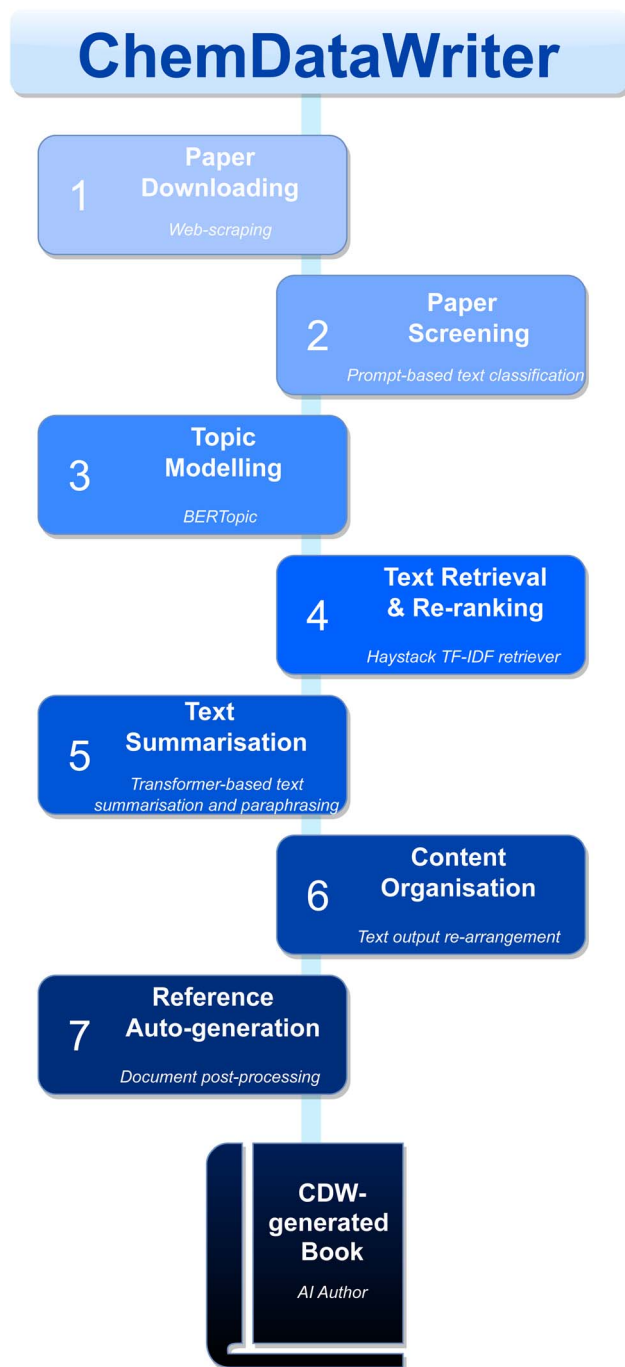 ChemDataWriter
1
Paper
Downloading
Web-scraping
2
Paper
Screening
Prompt-based text classification
3
Topic
Modelling
BERTopic
4
Text Retrieval
& Re-ranking
Haystack TF-IDF retriever
5
Text
Summarisation
Transformer-based text
summarisation and paraphrasing
6
Content
Organisation
Text output re-arrangement
7
Reference
Auto-generation
Document post-processing
CDW-
generated
Book
AI Author